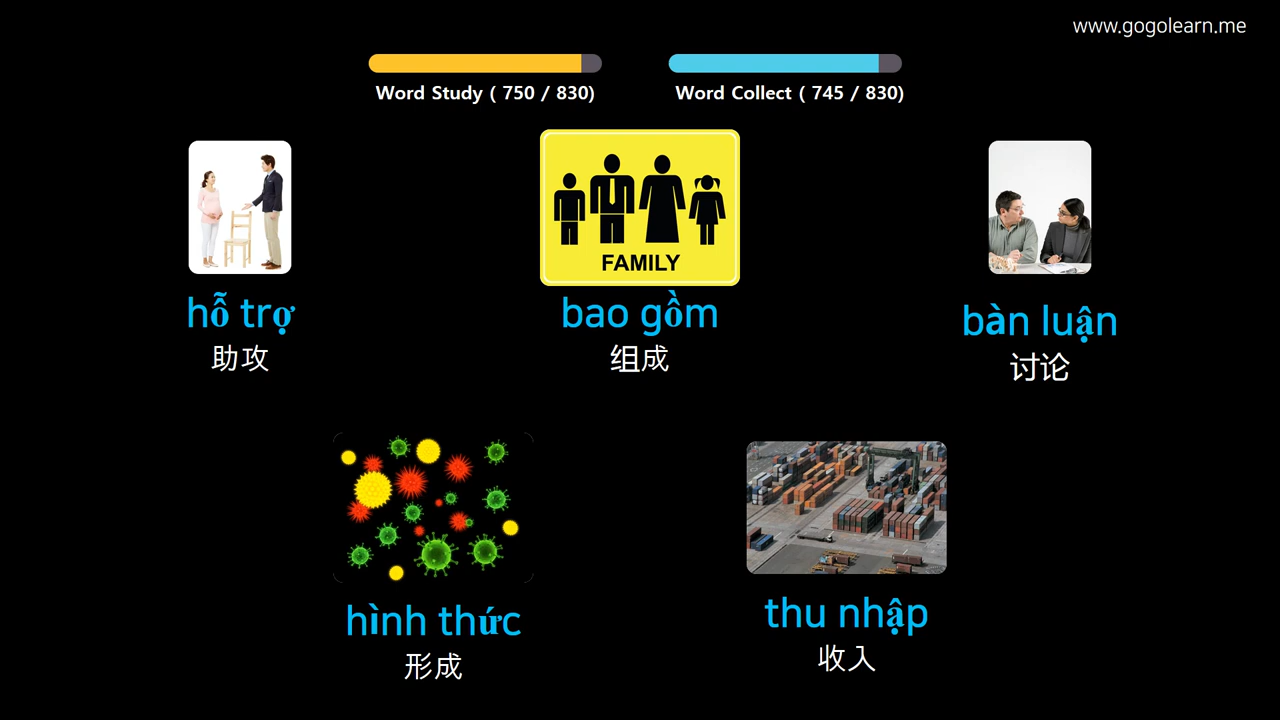 www.gogolearn.me
Word Study ( 750 / 830)
Word Collect ( 745 / 830)
FAMILY
hỗ trợ
助攻
bao gồm
组成
bàn luận
讨论
hình thức
形成
thu nhập
收入